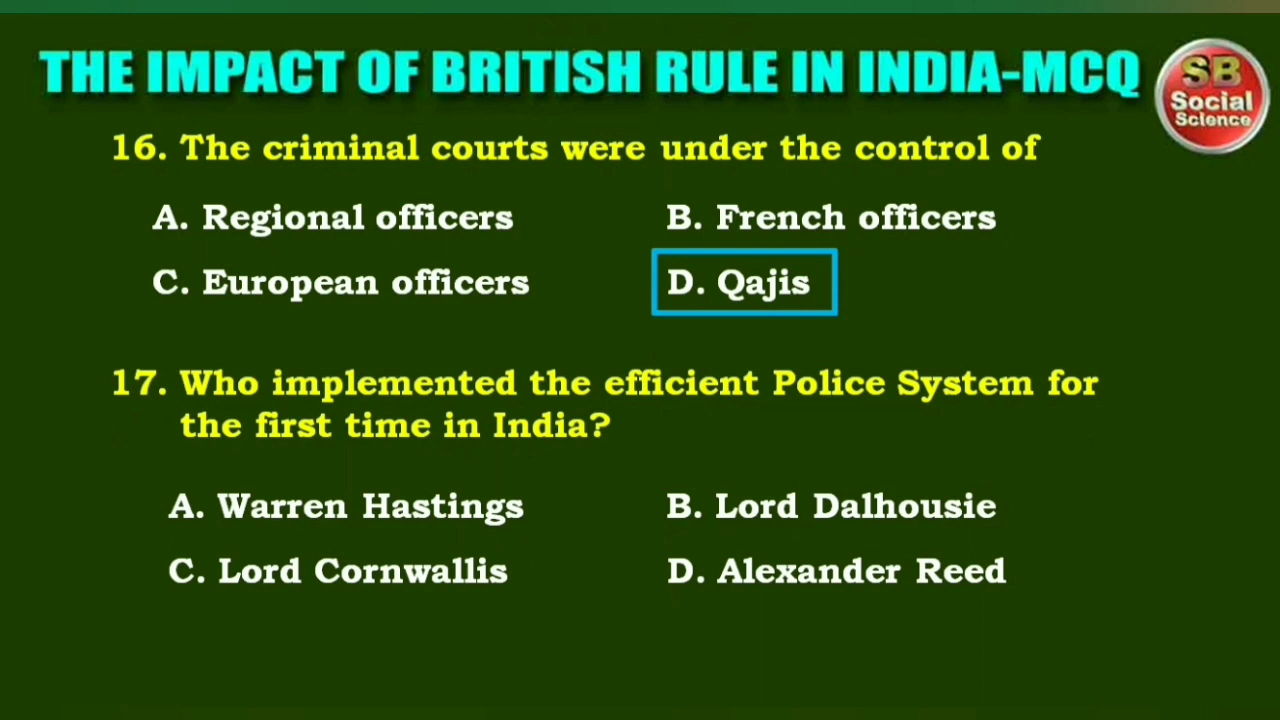 THE IMPACT OF BRITISH RULE IN INDIA-MCQ
SB
Social
Science
16. The criminal courts were under the control of
A. Regional officers
B. French officers
C. European officers
D. Qajis
17. Who implemented the efficient Police System for
the first time in India?
A. Warren Hastings
B. Lord Dalhousie
C. Lord Cornwallis
D. Alexander Reed